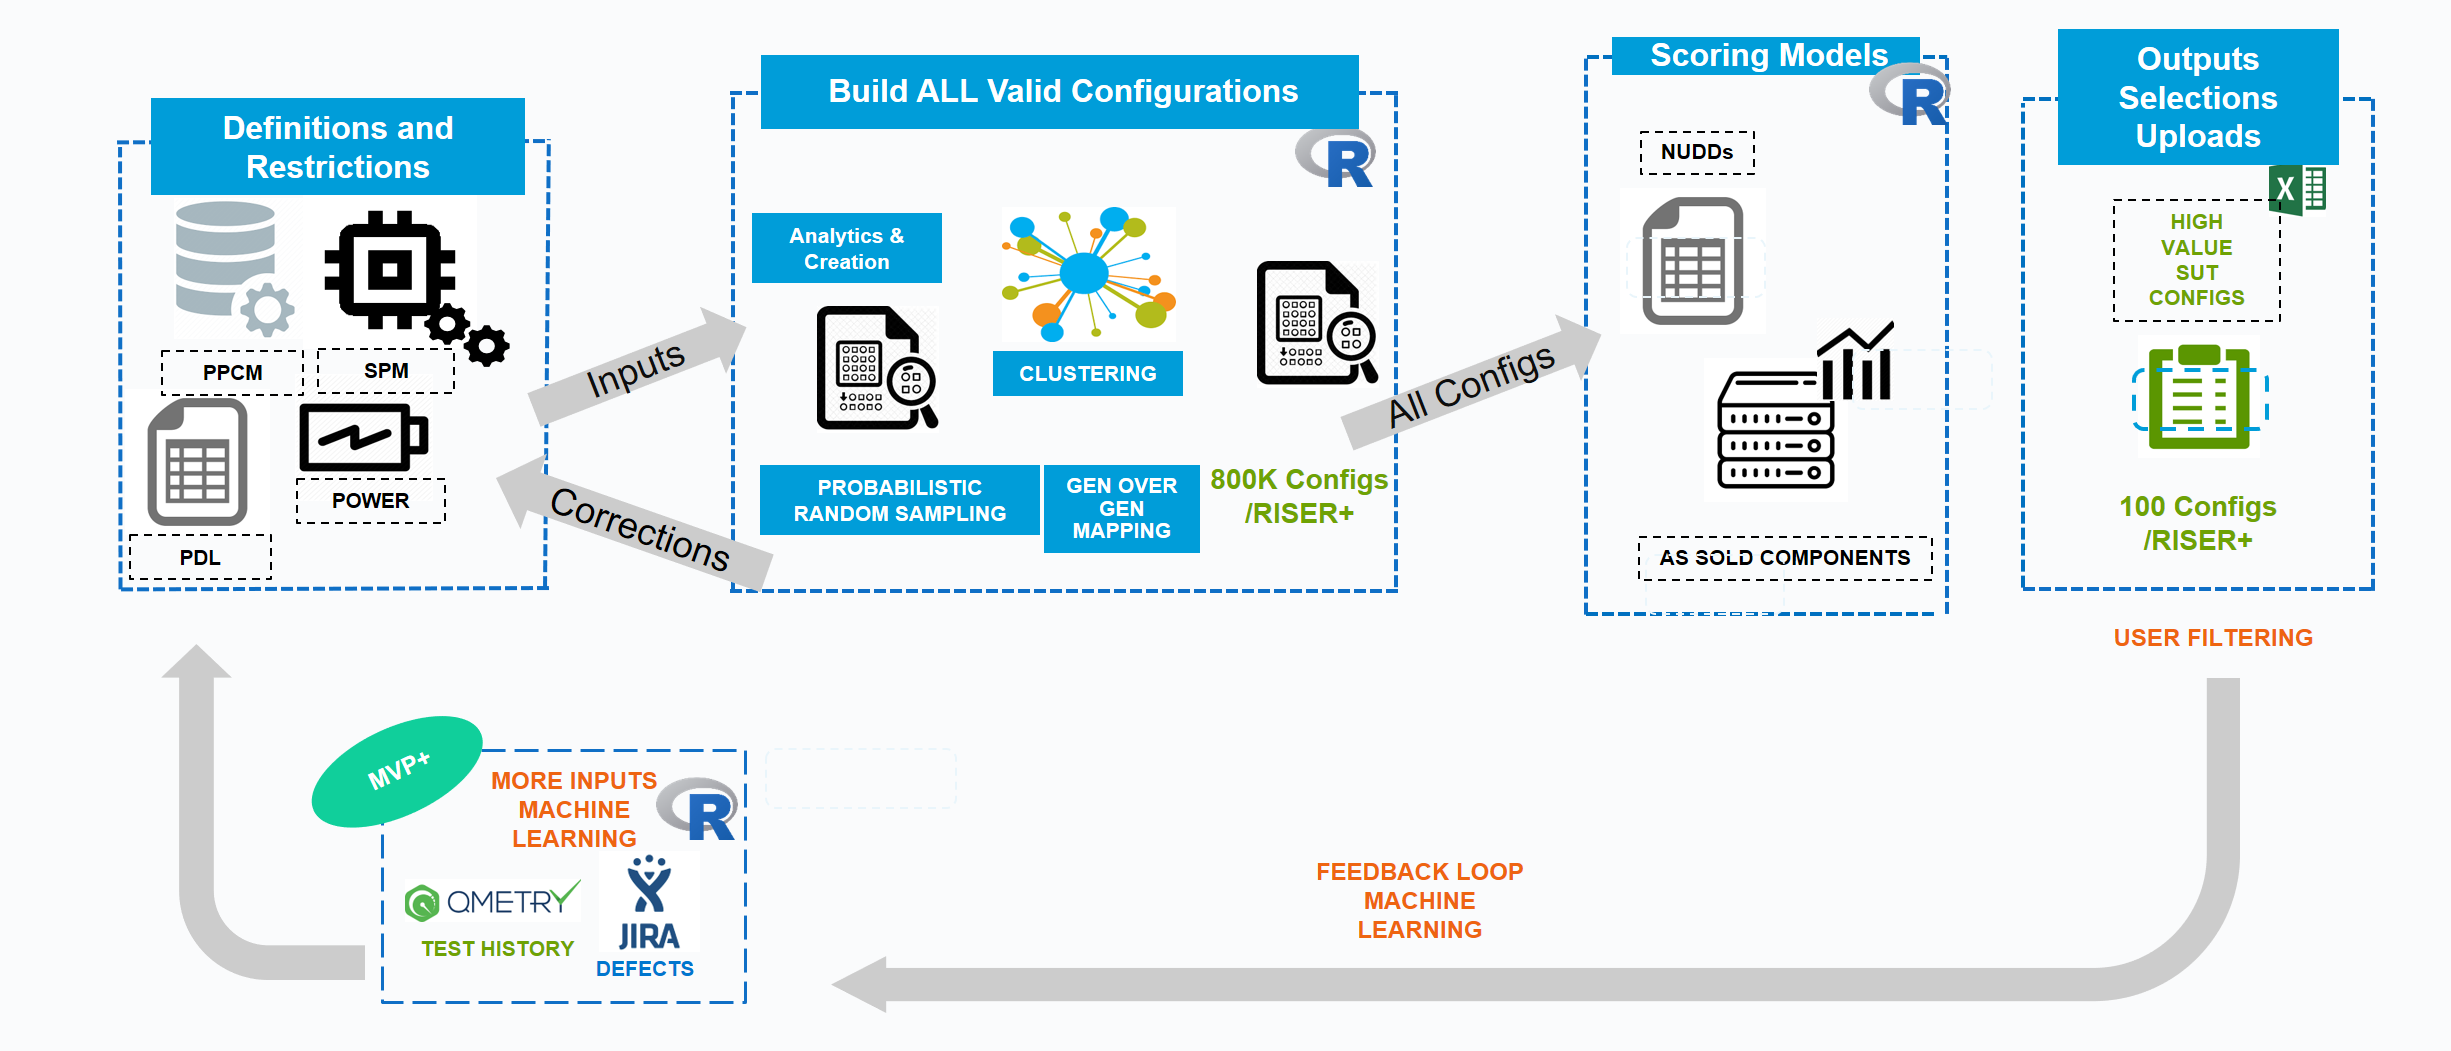 Definitions and
Restrictions
PPCM
SPM
POWER
PDL
Inputs
Corrections
Build ALL Valid Configurations
R
Analytics &
Creation
CLUSTERING
PROBABILISTIC
RANDOM SAMPLING
GEN OVER
GEN
MAPPING
800K Configs
/RISER+
All Configs
Scoring Models
R
NUDDs
AS SOLD COMPONENTS
Outputs
Selections
Uploads
X
HIGH
VALUE
SUT
CONFIGS
100 Configs
/RISER+
USER FILTERING
MVP+
MORE INPUTS
MACHINE
LEARNING
R
QMETRY
TEST HISTORY
JIRA
DEFECTS
FEEDBACK LOOP
MACHINE
LEARNING